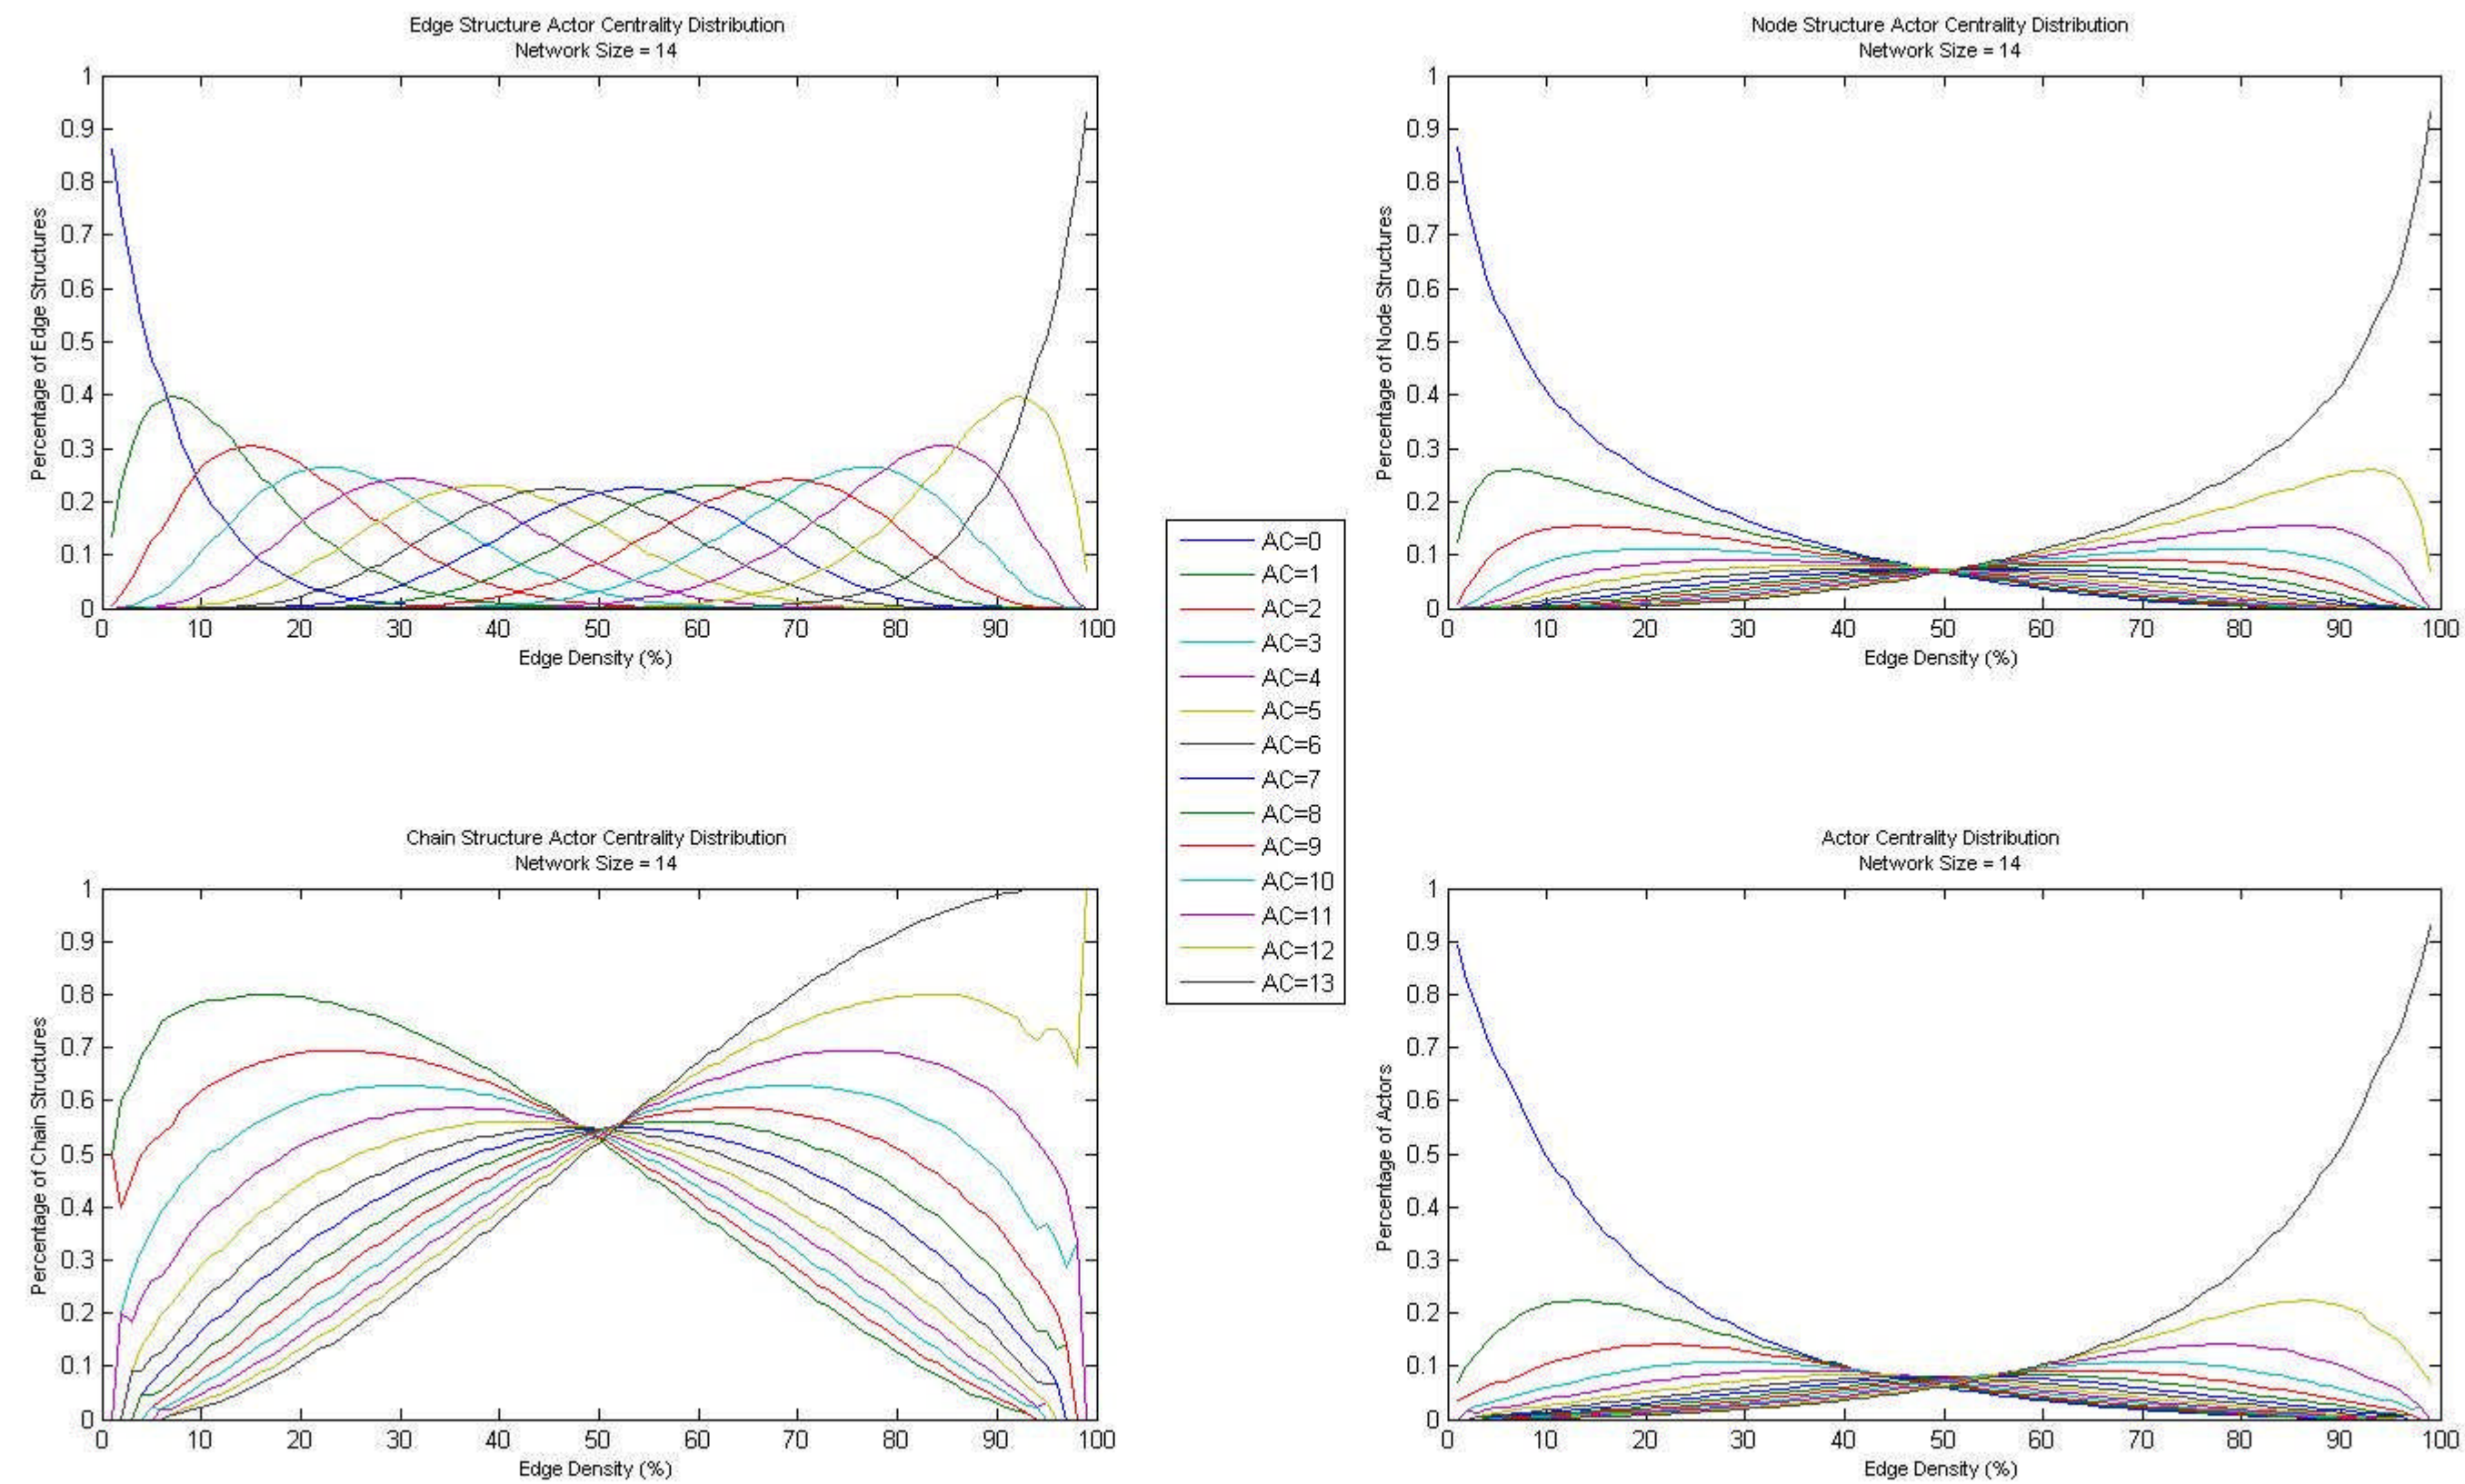 Edge Structure Actor Centrality Distribution
Network Size = 14
1
0.9
0.8
0.7
0.6
0.5
0.4
0.3
0.2
0.1
0
0 10 20 30 40 50 60 70 80 90 100
Percentage of Edge Structures
Edge Density (%)
Node Structure Actor Centrality Distribution
Network Size = 14
1
0.9
0.8
0.7
0.6
0.5
0.4
0.3
0.2
0.1
0
0 10 20 30 40 50 60 70 80 90 100
Percentage of Node Structures
Edge Density (%)
AC=0
AC=1
AC=2
AC=3
AC=4
AC=5
AC=6
AC=7
AC=8
AC=9
AC=10
AC=11
AC=12
AC=13
Chain Structure Actor Centrality Distribution
Network Size = 14
1
0.9
0.8
0.7
0.6
0.5
0.4
0.3
0.2
0.1
0
0 10 20 30 40 50 60 70 80 90 100
Percentage of Chain Structures
Edge Density (%)
Actor Centrality Distribution
Network Size = 14
1
0.9
0.8
0.7
0.6
0.5
0.4
0.3
0.2
0.1
0
0 10 20 30 40 50 60 70 80 90 100
Percentage of Actors
Edge Density (%)